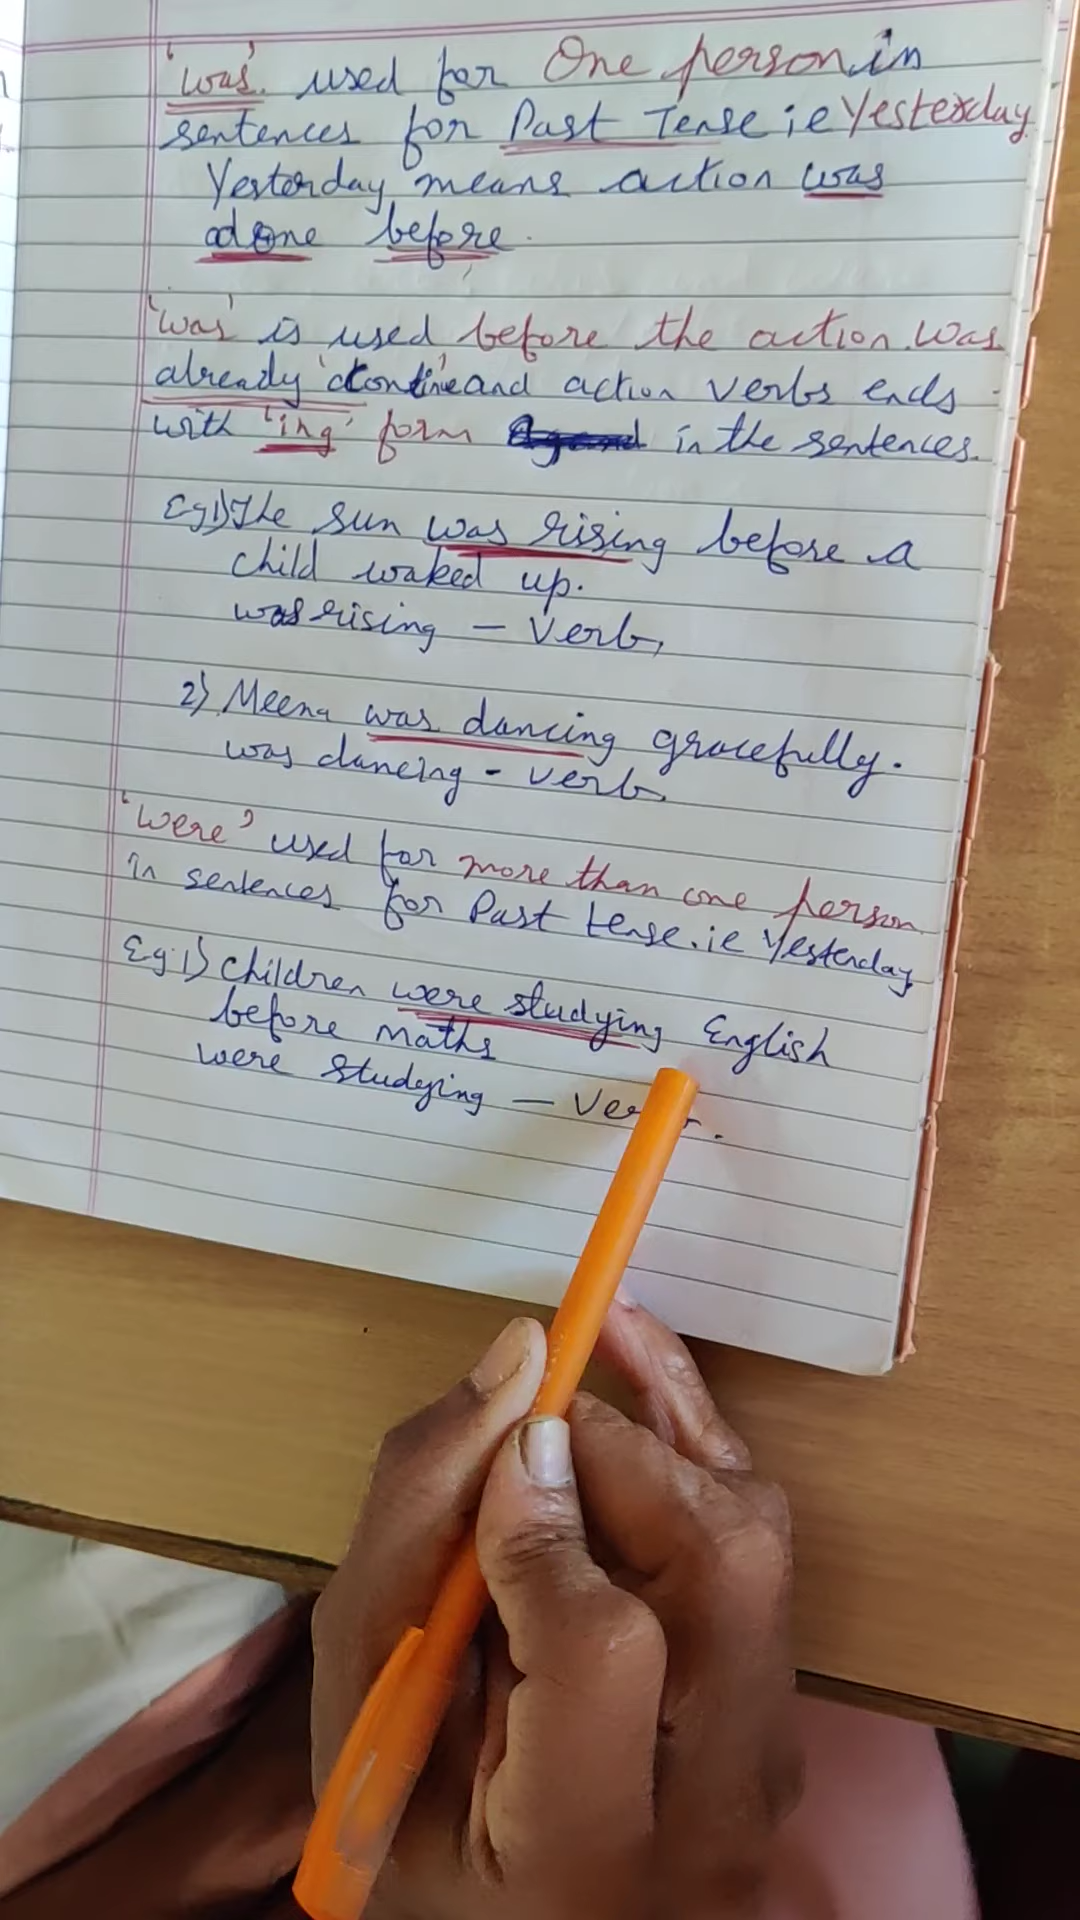 'was' used for One person in
sentences for Past Tense ie Yesterday
Yesterday means action was
done before.
'was' is used before the action. Was
already and action verbs ends
with 'ing' form in the sentences.
Eg 1) The sun was rising before a
child waked up.
was rising - Verb,
2) Meena was dancing gracefully.
was dancing - verb.
'were' used for more than one person
in sentences for Past tense. ie Yesterday
Eg 1) Children were studying English
before maths
were studying -